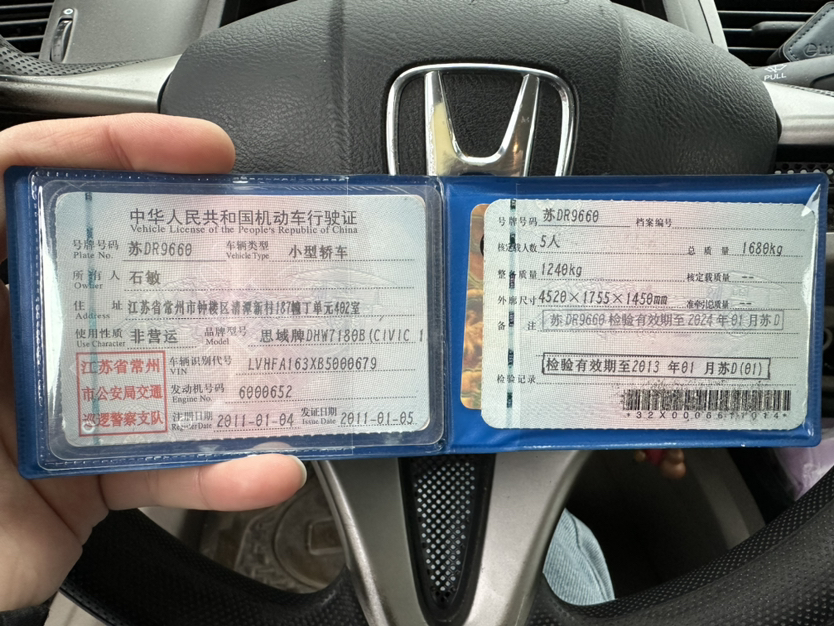 中华人民共和国机动车行驶证
Vehicle License of the People's Republic of China
号牌号码 苏DR9660 车辆类型 小型轿车
Plate No. Vehicle Type
所有人 石敏
Owner
住址 江苏省常州市钟楼区清潭新村187幢丁单元402室
Address
使用性质 非营运 品牌型号 思域牌DHW7180B(CIVIC 1
Use Character Model
江苏省常州
市公安局交通
巡逻警察支队
车辆识别代号 LVHFA163XB5000679
VIN
发动机号码 6000652
Engine No.
注册日期 2011-01-04 发证日期 2011-01-05
Register Date Issue Date
号牌号码 苏DR9660 档案编号
核定载人数 5人 总质量 1680kg
整备质量 1240kg 核定载质量 --
外廓尺寸 4520×1755×1450mm 准牵引总质量 --
备注 苏DR9660 检验有效期至2024年01月苏D
检验有效期至2013年01月苏D(01)
检验记录
PULL